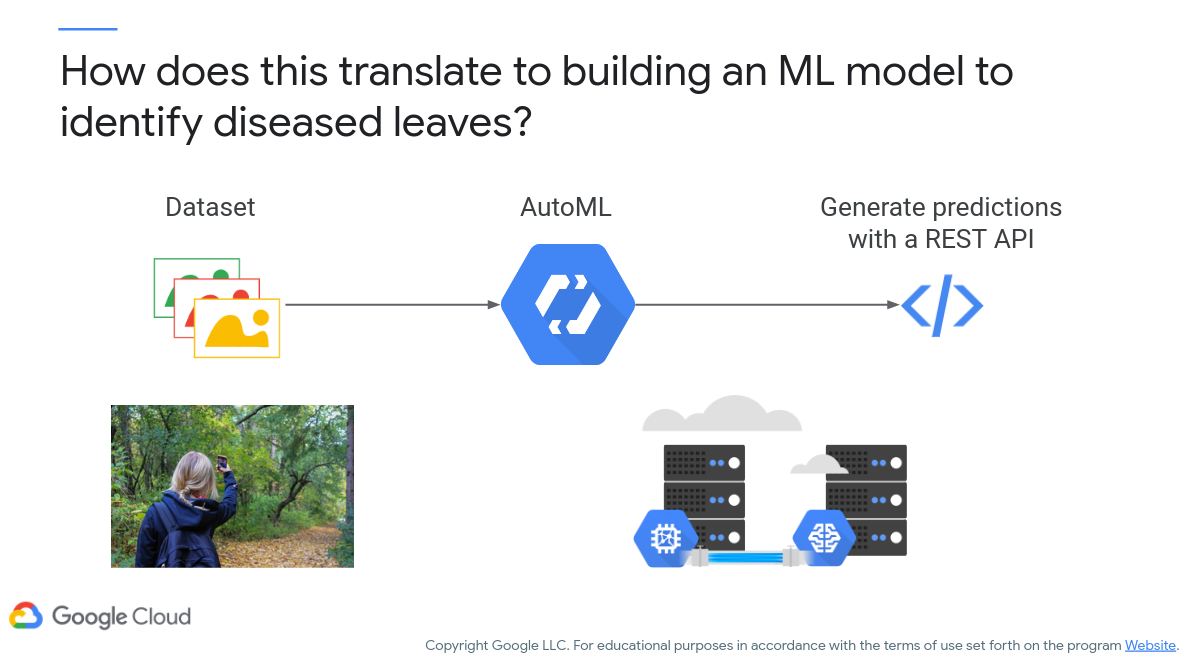 How does this translate to building an ML model to
identify diseased leaves?
Dataset
AutoML
Generate predictions
with a REST API
Google Cloud
Copyright Google LLC. For educational purposes in accordance with the terms of use set forth on the program Website.